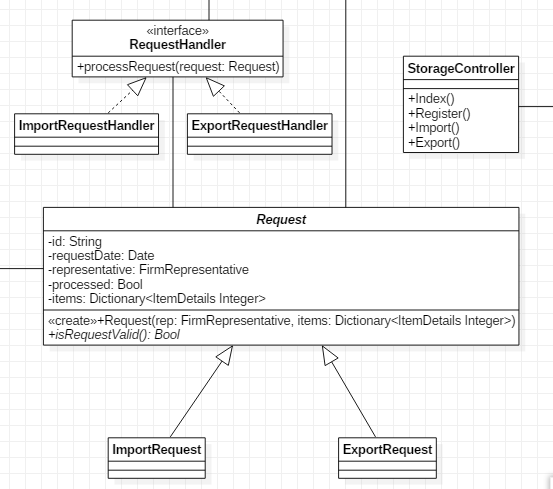 «interface»
RequestHandler
+processRequest(request: Request)
ImportRequestHandler
ExportRequestHandler
StorageController
+Index()
+Register()
+Import()
+Export()
Request
-id: String
-requestDate: Date
-representative: FirmRepresentative
-processed: Bool
-items: Dictionary<ItemDetails Integer>
«create»+Request(rep: FirmRepresentative, items: Dictionary<ItemDetails Integer>)
+isRequestValid(): Bool
ImportRequest
ExportRequest